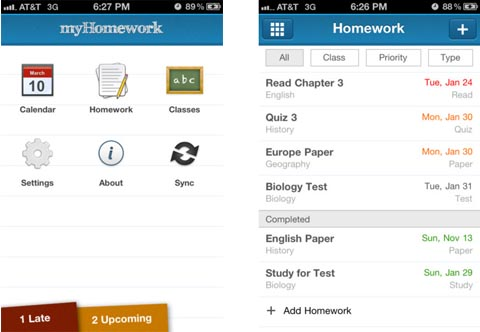 AT&T 3G 6:27 PM 89%
myHomework
March
10
Calendar
Homework
abc
Classes
Settings
About
Sync
1 Late
2 Upcoming
AT&T 3G 6:26 PM 88%
Homework
All Class Priority Type
Read Chapter 3 Tue, Jan 24
English Read
Quiz 3 Mon, Jan 30
History Quiz
Europe Paper Mon, Jan 30
Geography Paper
Biology Test Tue, Jan 31
Biology Test
Completed
English Paper Sun, Nov 13
History Paper
Study for Test Sun, Jan 29
Biology Study
+ Add Homework